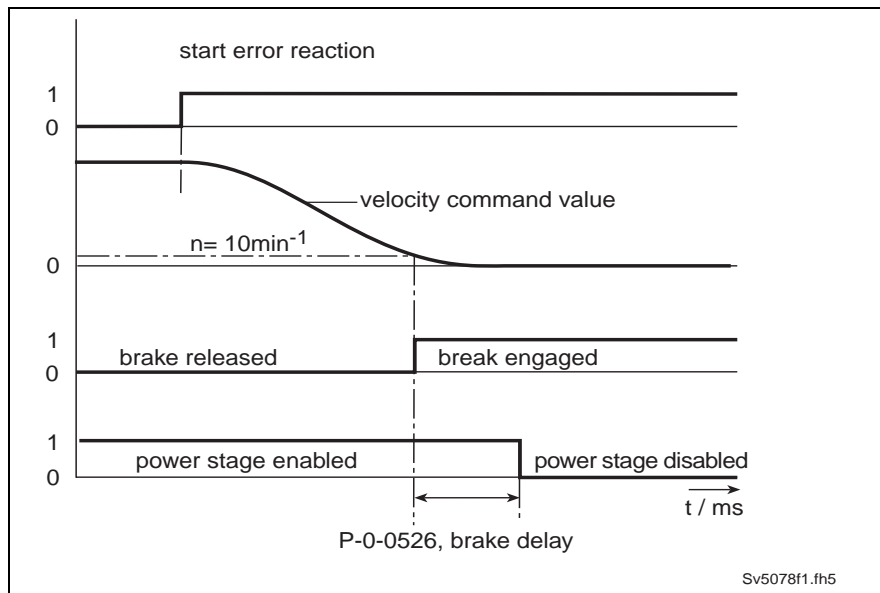 start error reaction
1
0
velocity command value
n= 10min-1
0
1
brake released break engaged
0
1
power stage enabled power stage disabled
0
t / ms
P-0-0526, brake delay
Sv5078f1.fh5